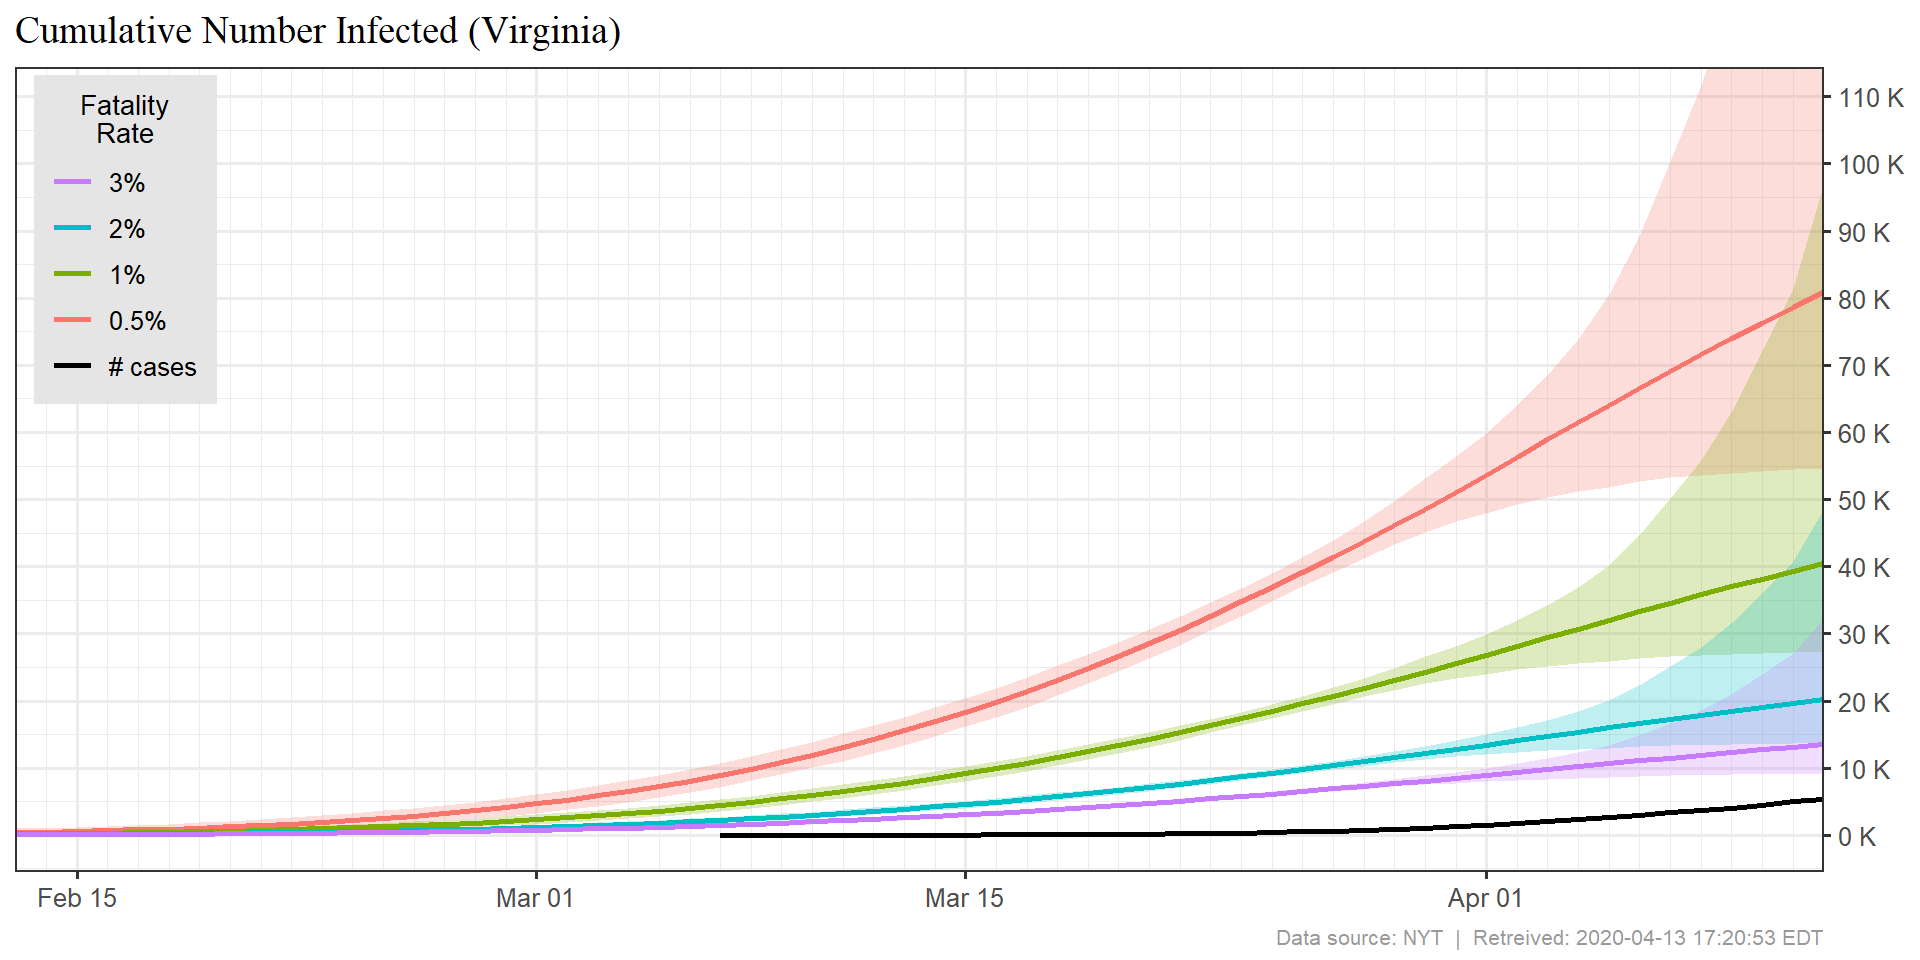 Cumulative Number Infected (Virginia)
Fatality
Rate
3%
2%
1%
0.5%
# cases
110 K
100 K
90 K
80 K
70 K
60 K
50 K
40 K
30 K
20 K
10 K
0 K
Feb 15
Mar 01
Mar 15
Apr 01
Data source: NYT | Retreived: 2020-04-13 17:20:53 EDT